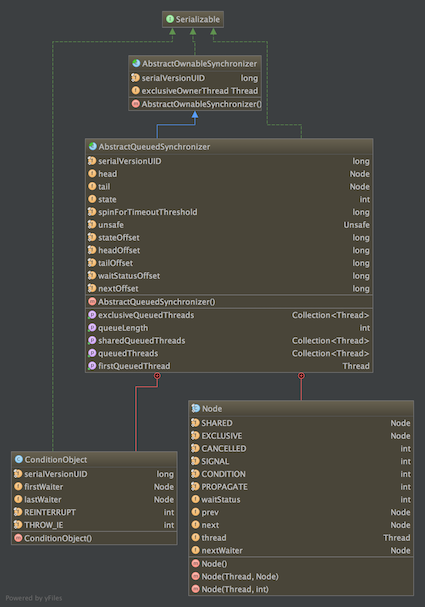 Serializable
AbstractOwnableSynchronizer
serialVersionUID long
exclusiveOwnerThread Thread
AbstractOwnableSynchronizer()
AbstractQueuedSynchronizer
serialVersionUID long
head Node
tail Node
state int
spinForTimeoutThreshold long
unsafe Unsafe
stateOffset long
headOffset long
tailOffset long
waitStatusOffset long
nextOffset long
AbstractQueuedSynchronizer()
exclusiveQueuedThreads Collection<Thread>
queueLength int
sharedQueuedThreads Collection<Thread>
queuedThreads Collection<Thread>
firstQueuedThread Thread
Node
SHARED Node
EXCLUSIVE Node
CANCELLED int
SIGNAL int
CONDITION int
PROPAGATE int
waitStatus int
prev Node
next Node
thread Thread
nextWaiter Node
Node()
Node(Thread, Node)
Node(Thread, int)
ConditionObject
serialVersionUID long
firstWaiter Node
lastWaiter Node
REINTERRUPT int
THROW_IE int
ConditionObject()
Powered by yFiles